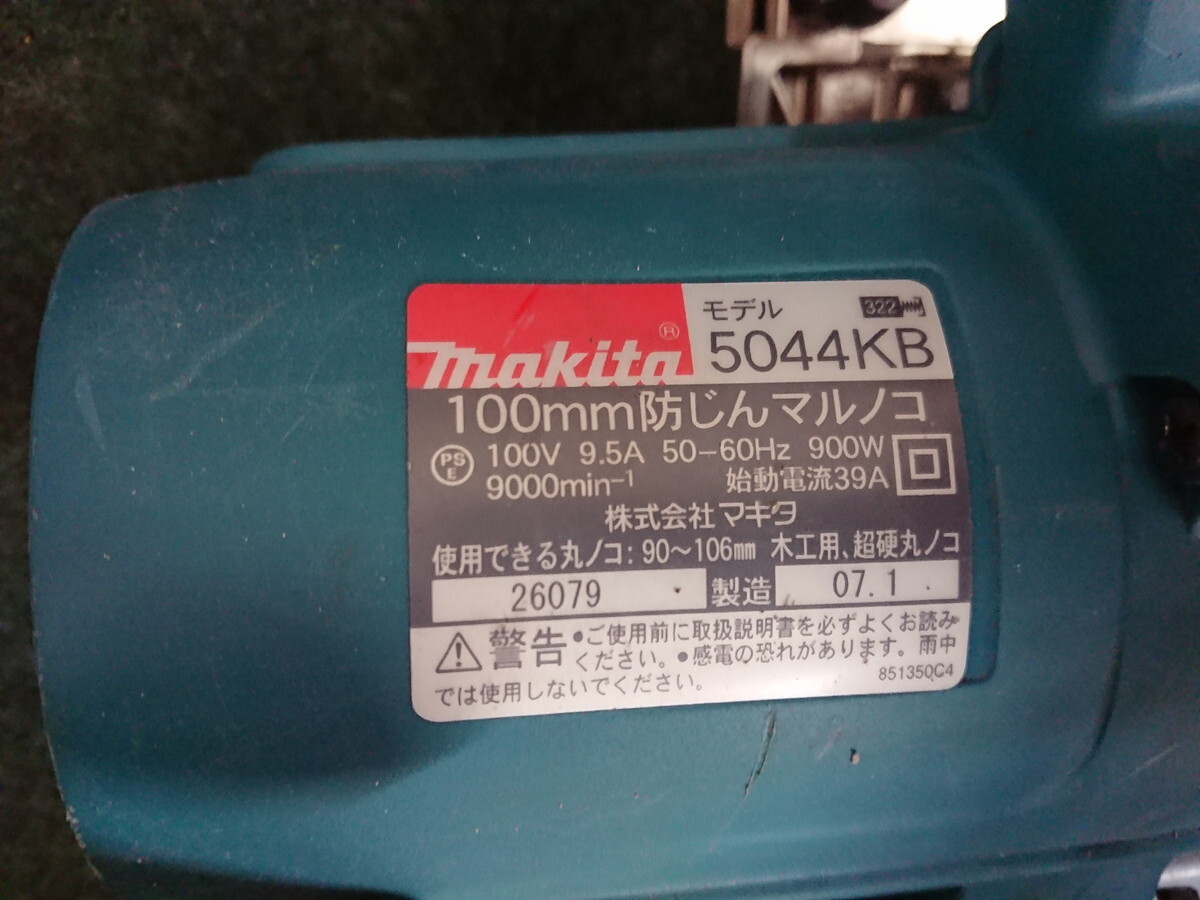 makita®
モデル 322
5044KB
100mm防じんマルノコ
PSE 100V 9.5A 50-60Hz 900W
9000min-1 始動電流39A
株式会社マキタ
使用できる丸ノコ:90～106mm 木工用、超硬丸ノコ
26079 製造 07.1
警告 ●ご使用前に取扱説明書を必ずよくお読み
ください。●感電の恐れがあります。雨中
では使用しないでください。
851350C4